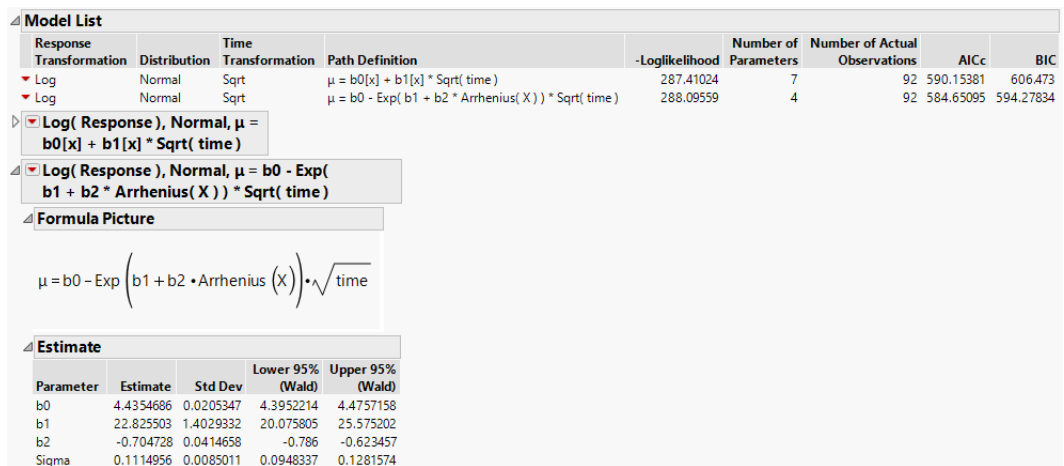 Model List
Response Time Number of Number of Actual
Transformation Distribution Transformation Path Definition -Loglikelihood Parameters Observations AICc BIC
Log Normal Sqrt μ = b0[x] + b1[x] * Sqrt( time ) 287.41024 7 92 590.15381 606.473
Log Normal Sqrt μ = b0 - Exp( b1 + b2 * Arrhenius( X ) ) * Sqrt( time ) 288.09559 4 92 584.65095 594.27834
Log( Response ), Normal, μ =
b0[x] + b1[x] * Sqrt( time )
Log( Response ), Normal, μ = b0 - Exp(
b1 + b2 * Arrhenius( X ) ) * Sqrt( time )
Formula Picture
μ = b0 – Exp (b1 + b2 • Arrhenius (X)) • √time
Estimate
Lower 95% Upper 95%
Parameter Estimate Std Dev (Wald) (Wald)
b0 4.4354686 0.0205347 4.3952214 4.4757158
b1 22.825503 1.4029332 20.075805 25.575202
b2 -0.704728 0.0414658 -0.786 -0.623457
Sigma 0.1114956 0.0085011 0.0948337 0.1281574